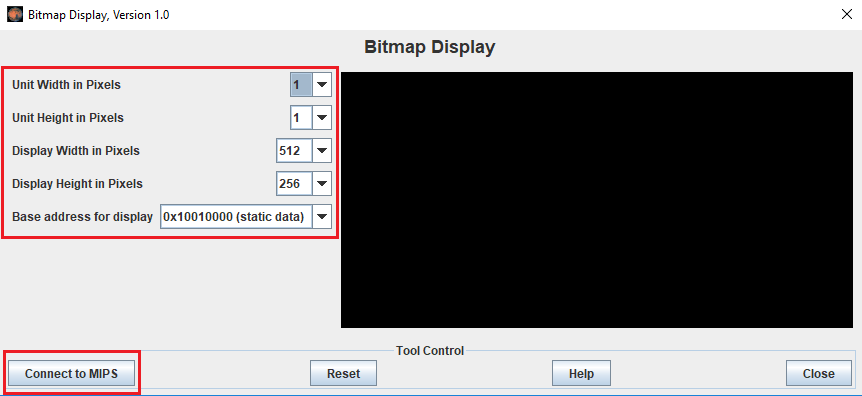 Bitmap Display, Version 1.0
Bitmap Display
Unit Width in Pixels 1
Unit Height in Pixels 1
Display Width in Pixels 512
Display Height in Pixels 256
Base address for display 0x10010000 (static data)
Tool Control
Connect to MIPS Reset Help Close